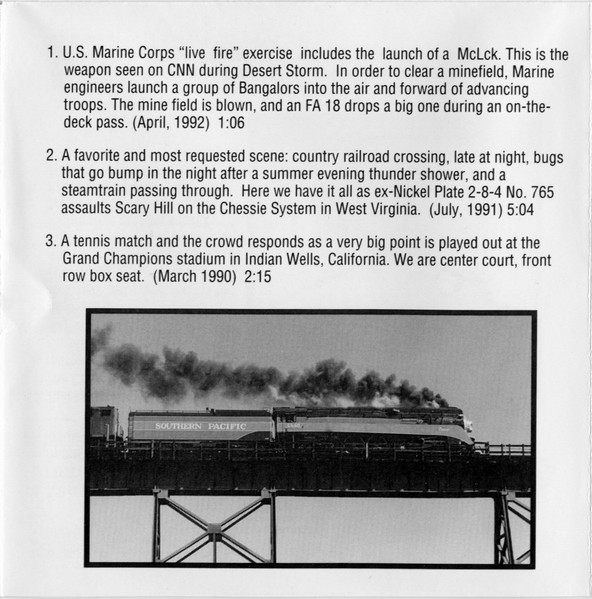 1. U.S. Marine Corps “live fire” exercise includes the launch of a McLck. This is the
weapon seen on CNN during Desert Storm. In order to clear a minefield, Marine
engineers launch a group of Bangalors into the air and forward of advancing
troops. The mine field is blown, and an FA 18 drops a big one during an on-the-
deck pass. (April, 1992) 1:06
2. A favorite and most requested scene: country railroad crossing, late at night, bugs
that go bump in the night after a summer evening thunder shower, and a
steamtrain passing through. Here we have it all as ex-Nickel Plate 2-8-4 No. 765
assaults Scary Hill on the Chessie System in West Virginia. (July, 1991) 5:04
3. A tennis match and the crowd responds as a very big point is played out at the
Grand Champions stadium in Indian Wells, California. We are center court, front
row box seat. (March 1990) 2:15
SOUTHERN PACIFIC